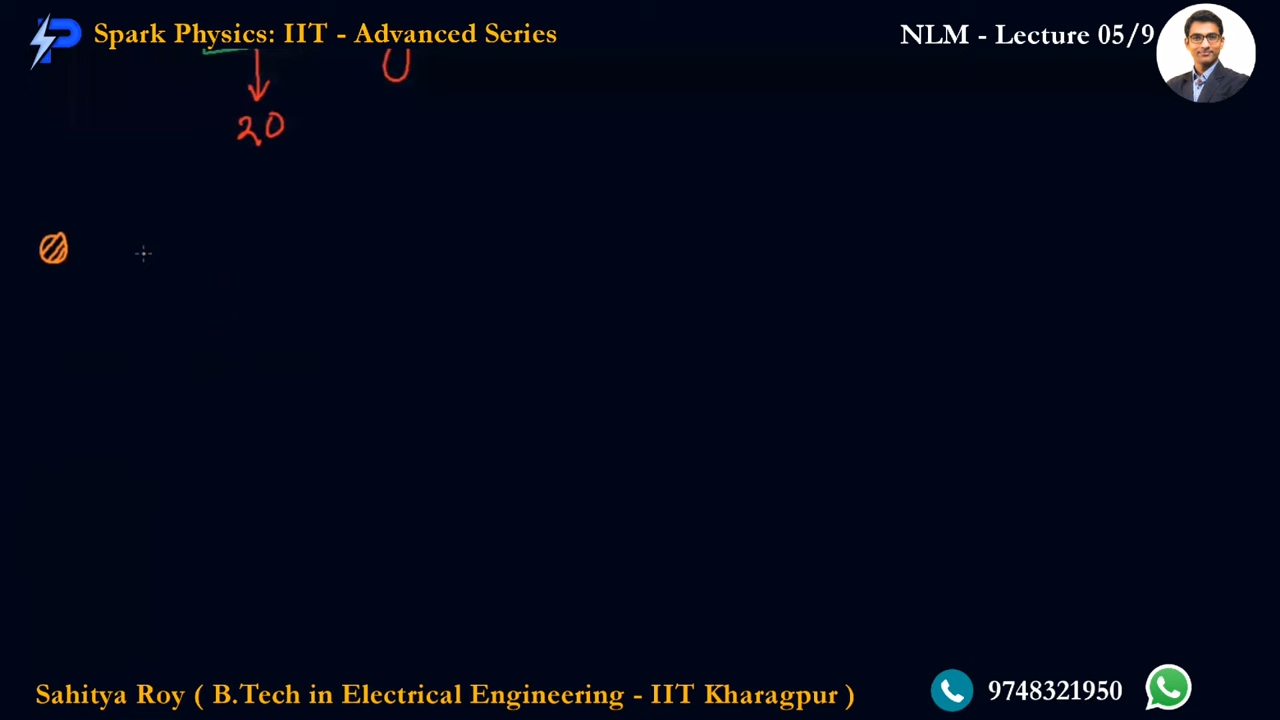 Spark Physics: IIT - Advanced Series
NLM - Lecture 05/9
20
Sahitya Roy ( B.Tech in Electrical Engineering - IIT Kharagpur )
9748321950